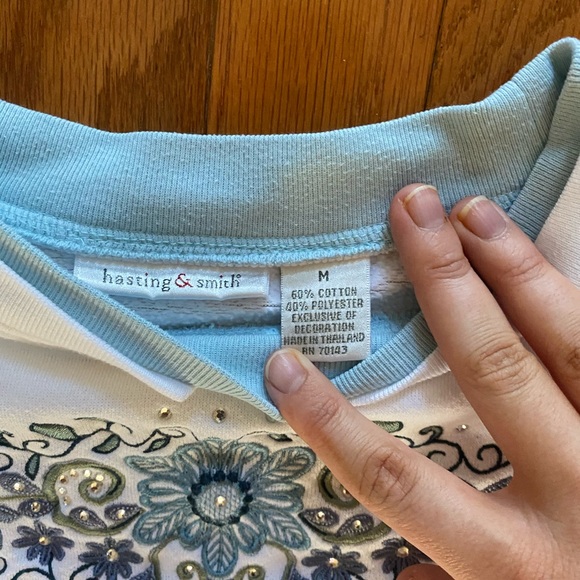 hasting & smith®
M
60% COTTON
40% POLYESTER
EXCLUSIVE OF
DECORATION
MADE IN THAILAND
RN 70143